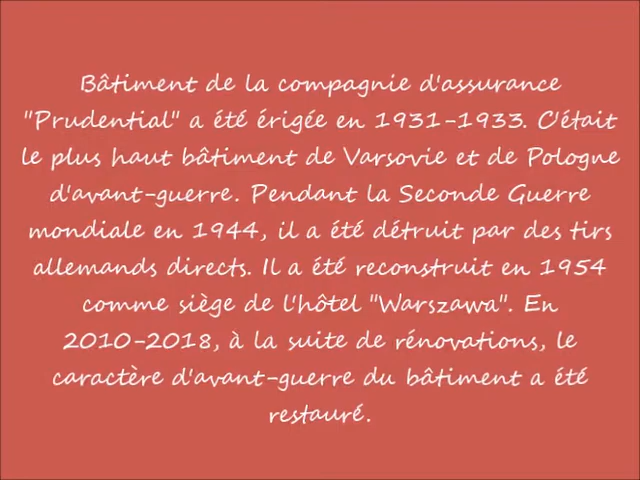 Bâtiment de la compagnie d'assurance
"Prudential" a été érigée en 1931-1933. C'était
le plus haut bâtiment de Varsovie et de Pologne
d'avant-guerre. Pendant la Seconde Guerre
mondiale en 1944, il a été détruit par des tirs
allemands directs. Il a été reconstruit en 1954
comme siège de l'hôtel "Warszawa". En
2010-2018, à la suite de rénovations, le
caractère d'avant-guerre du bâtiment a été
restauré.